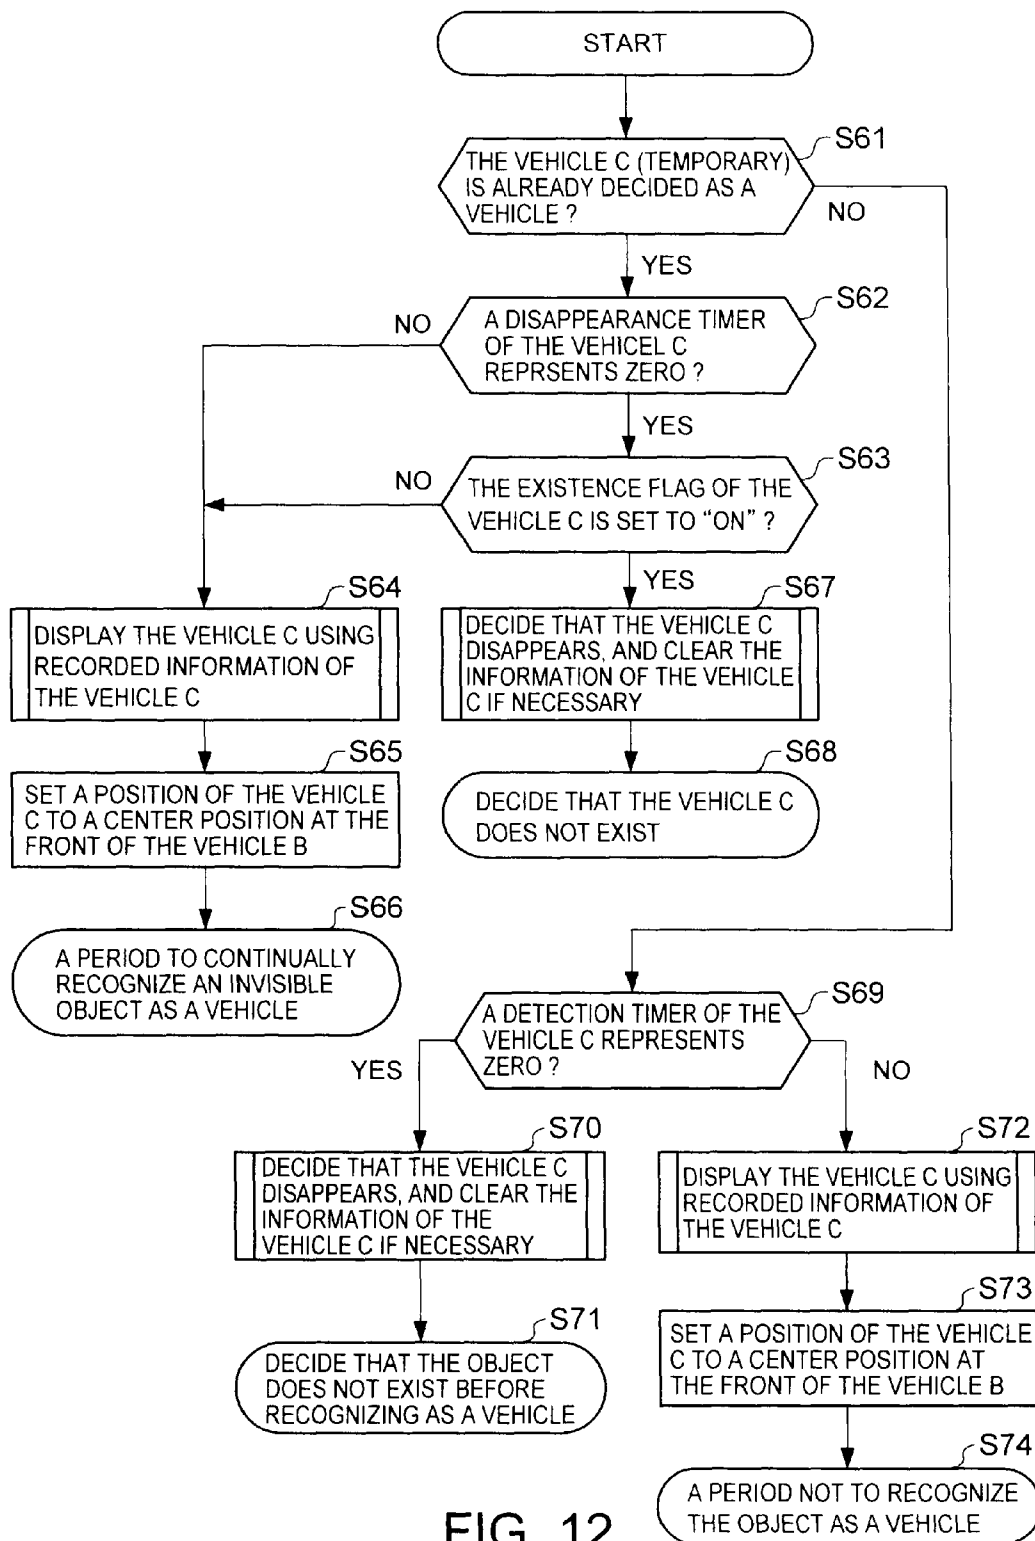 START
S61
THE VEHICLE C (TEMPORARY)
IS ALREADY DECIDED AS A
VEHICLE ?
NO
YES
S62
NO
A DISAPPEARANCE TIMER
OF THE VEHICEL C
REPRSENTS ZERO ?
YES
S63
NO
THE EXISTENCE FLAG OF THE
VEHICLE C IS SET TO “ON” ?
YES
S64
DISPLAY THE VEHICLE C USING
RECORDED INFORMATION OF
THE VEHICLE C
S67
DECIDE THAT THE VEHICLE C
DISAPPEARS, AND CLEAR THE
INFORMATION OF THE VEHICLE
C IF NECESSARY
S65
SET A POSITION OF THE VEHICLE
C TO A CENTER POSITION AT THE
FRONT OF THE VEHICLE B
S68
DECIDE THAT THE VEHICLE C
DOES NOT EXIST
S66
A PERIOD TO CONTINUALLY
RECOGNIZE AN INVISIBLE
OBJECT AS A VEHICLE
S69
A DETECTION TIMER OF THE
VEHICLE C REPRESENTS
ZERO ?
YES
NO
S70
DECIDE THAT THE VEHICLE C
DISAPPEARS, AND CLEAR THE
INFORMATION OF THE
VEHICLE C IF NECESSARY
S72
DISPLAY THE VEHICLE C USING
RECORDED INFORMATION OF
THE VEHICLE C
S71
DECIDE THAT THE OBJECT
DOES NOT EXIST BEFORE
RECOGNIZING AS A VEHICLE
S73
SET A POSITION OF THE VEHICLE
C TO A CENTER POSITION AT
THE FRONT OF THE VEHICLE B
S74
A PERIOD NOT TO RECOGNIZE
THE OBJECT AS A VEHICLE
FIG. 12